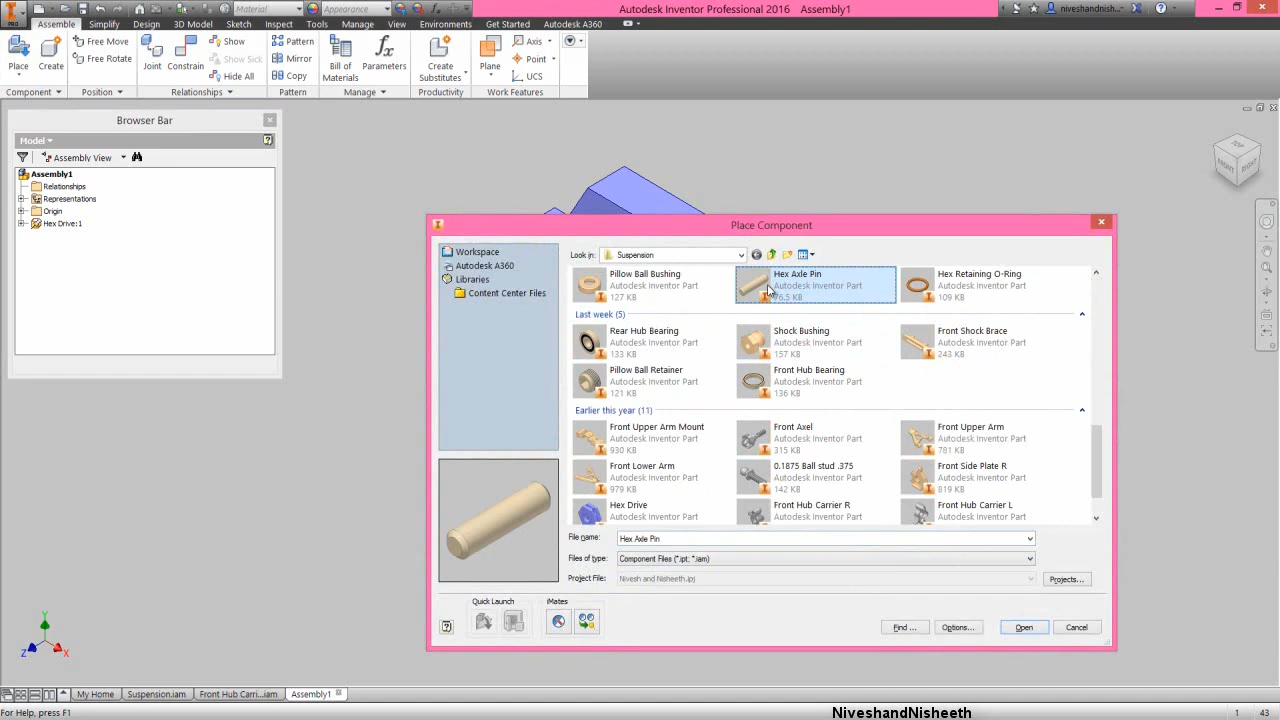 Autodesk Inventor Professional 2016   Assembly1
Appearance
niveshandnish...
PRO
Assemble Simplify Design 3D Model Sketch Inspect Tools Manage View Environments Get Started Autodesk A360
Free Move Show Pattern Axis
Free Rotate Show Sick Mirror Point
Hide All Copy UCS
Place Create Joint Constrain Bill of Materials Parameters Create Substitutes Plane
Component Position Relationships Pattern Manage Productivity Work Features
Browser Bar
Model
Assembly View
Assembly1
Relationships
Representations
Origin
Hex Drive:1
TOP
FRONT RIGHT
Place Component
Workspace
Autodesk A360
Libraries
Content Center Files
Look in: Suspension
Pillow Ball Bushing
Autodesk Inventor Part
127 KB
Hex Axle Pin
Autodesk Inventor Part
76.5 KB
Hex Retaining O-Ring
Autodesk Inventor Part
109 KB
Last week (5)
Rear Hub Bearing
Autodesk Inventor Part
133 KB
Shock Bushing
Autodesk Inventor Part
157 KB
Front Shock Brace
Autodesk Inventor Part
243 KB
Pillow Ball Retainer
Autodesk Inventor Part
121 KB
Front Hub Bearing
Autodesk Inventor Part
136 KB
Earlier this year (11)
Front Upper Arm Mount
Autodesk Inventor Part
930 KB
Front Axel
Autodesk Inventor Part
315 KB
Front Upper Arm
Autodesk Inventor Part
781 KB
Front Lower Arm
Autodesk Inventor Part
979 KB
0.1875 Ball stud .375
Autodesk Inventor Part
142 KB
Front Side Plate R
Autodesk Inventor Part
819 KB
Hex Drive
Autodesk Inventor Part
Front Hub Carrier R
Autodesk Inventor Part
Front Hub Carrier L
Autodesk Inventor Part
File name: Hex Axle Pin
Files of type: Component Files (*.ipt; *.iam)
Project File: Nivesh and Nisheeth.ipj
Projects...
Quick Launch iMates
Find ... Options... Open Cancel
Y
Z X
My Home Suspension.iam Front Hub Carri...iam Assembly1
For Help, press F1
1 43
NiveshandNisheeth